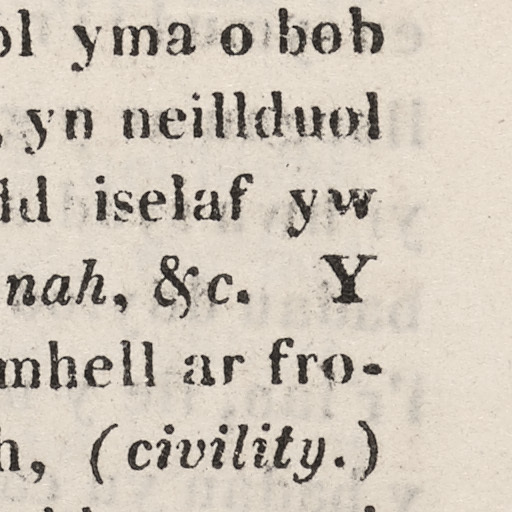 ol yma o bob
, yn neillduol
dd iselaf yw
nah, &c. Y
mhell ar fro-
h, (civility.)